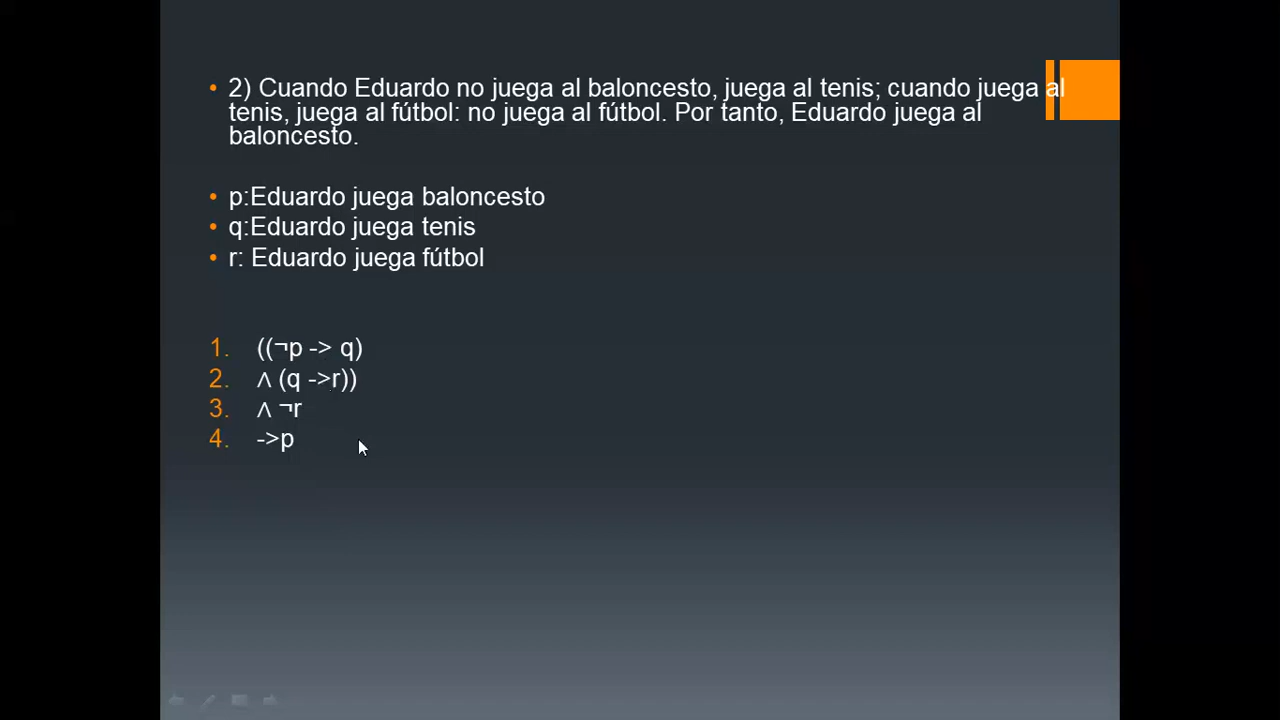 • 2) Cuando Eduardo no juega al baloncesto, juega al tenis; cuando juega al
tenis, juega al fútbol: no juega al fútbol. Por tanto, Eduardo juega al
baloncesto.
• p:Eduardo juega baloncesto
• q:Eduardo juega tenis
• r: Eduardo juega fútbol
1. ((¬p -> q)
2. ∧ (q ->r))
3. ∧ ¬r
4. ->p